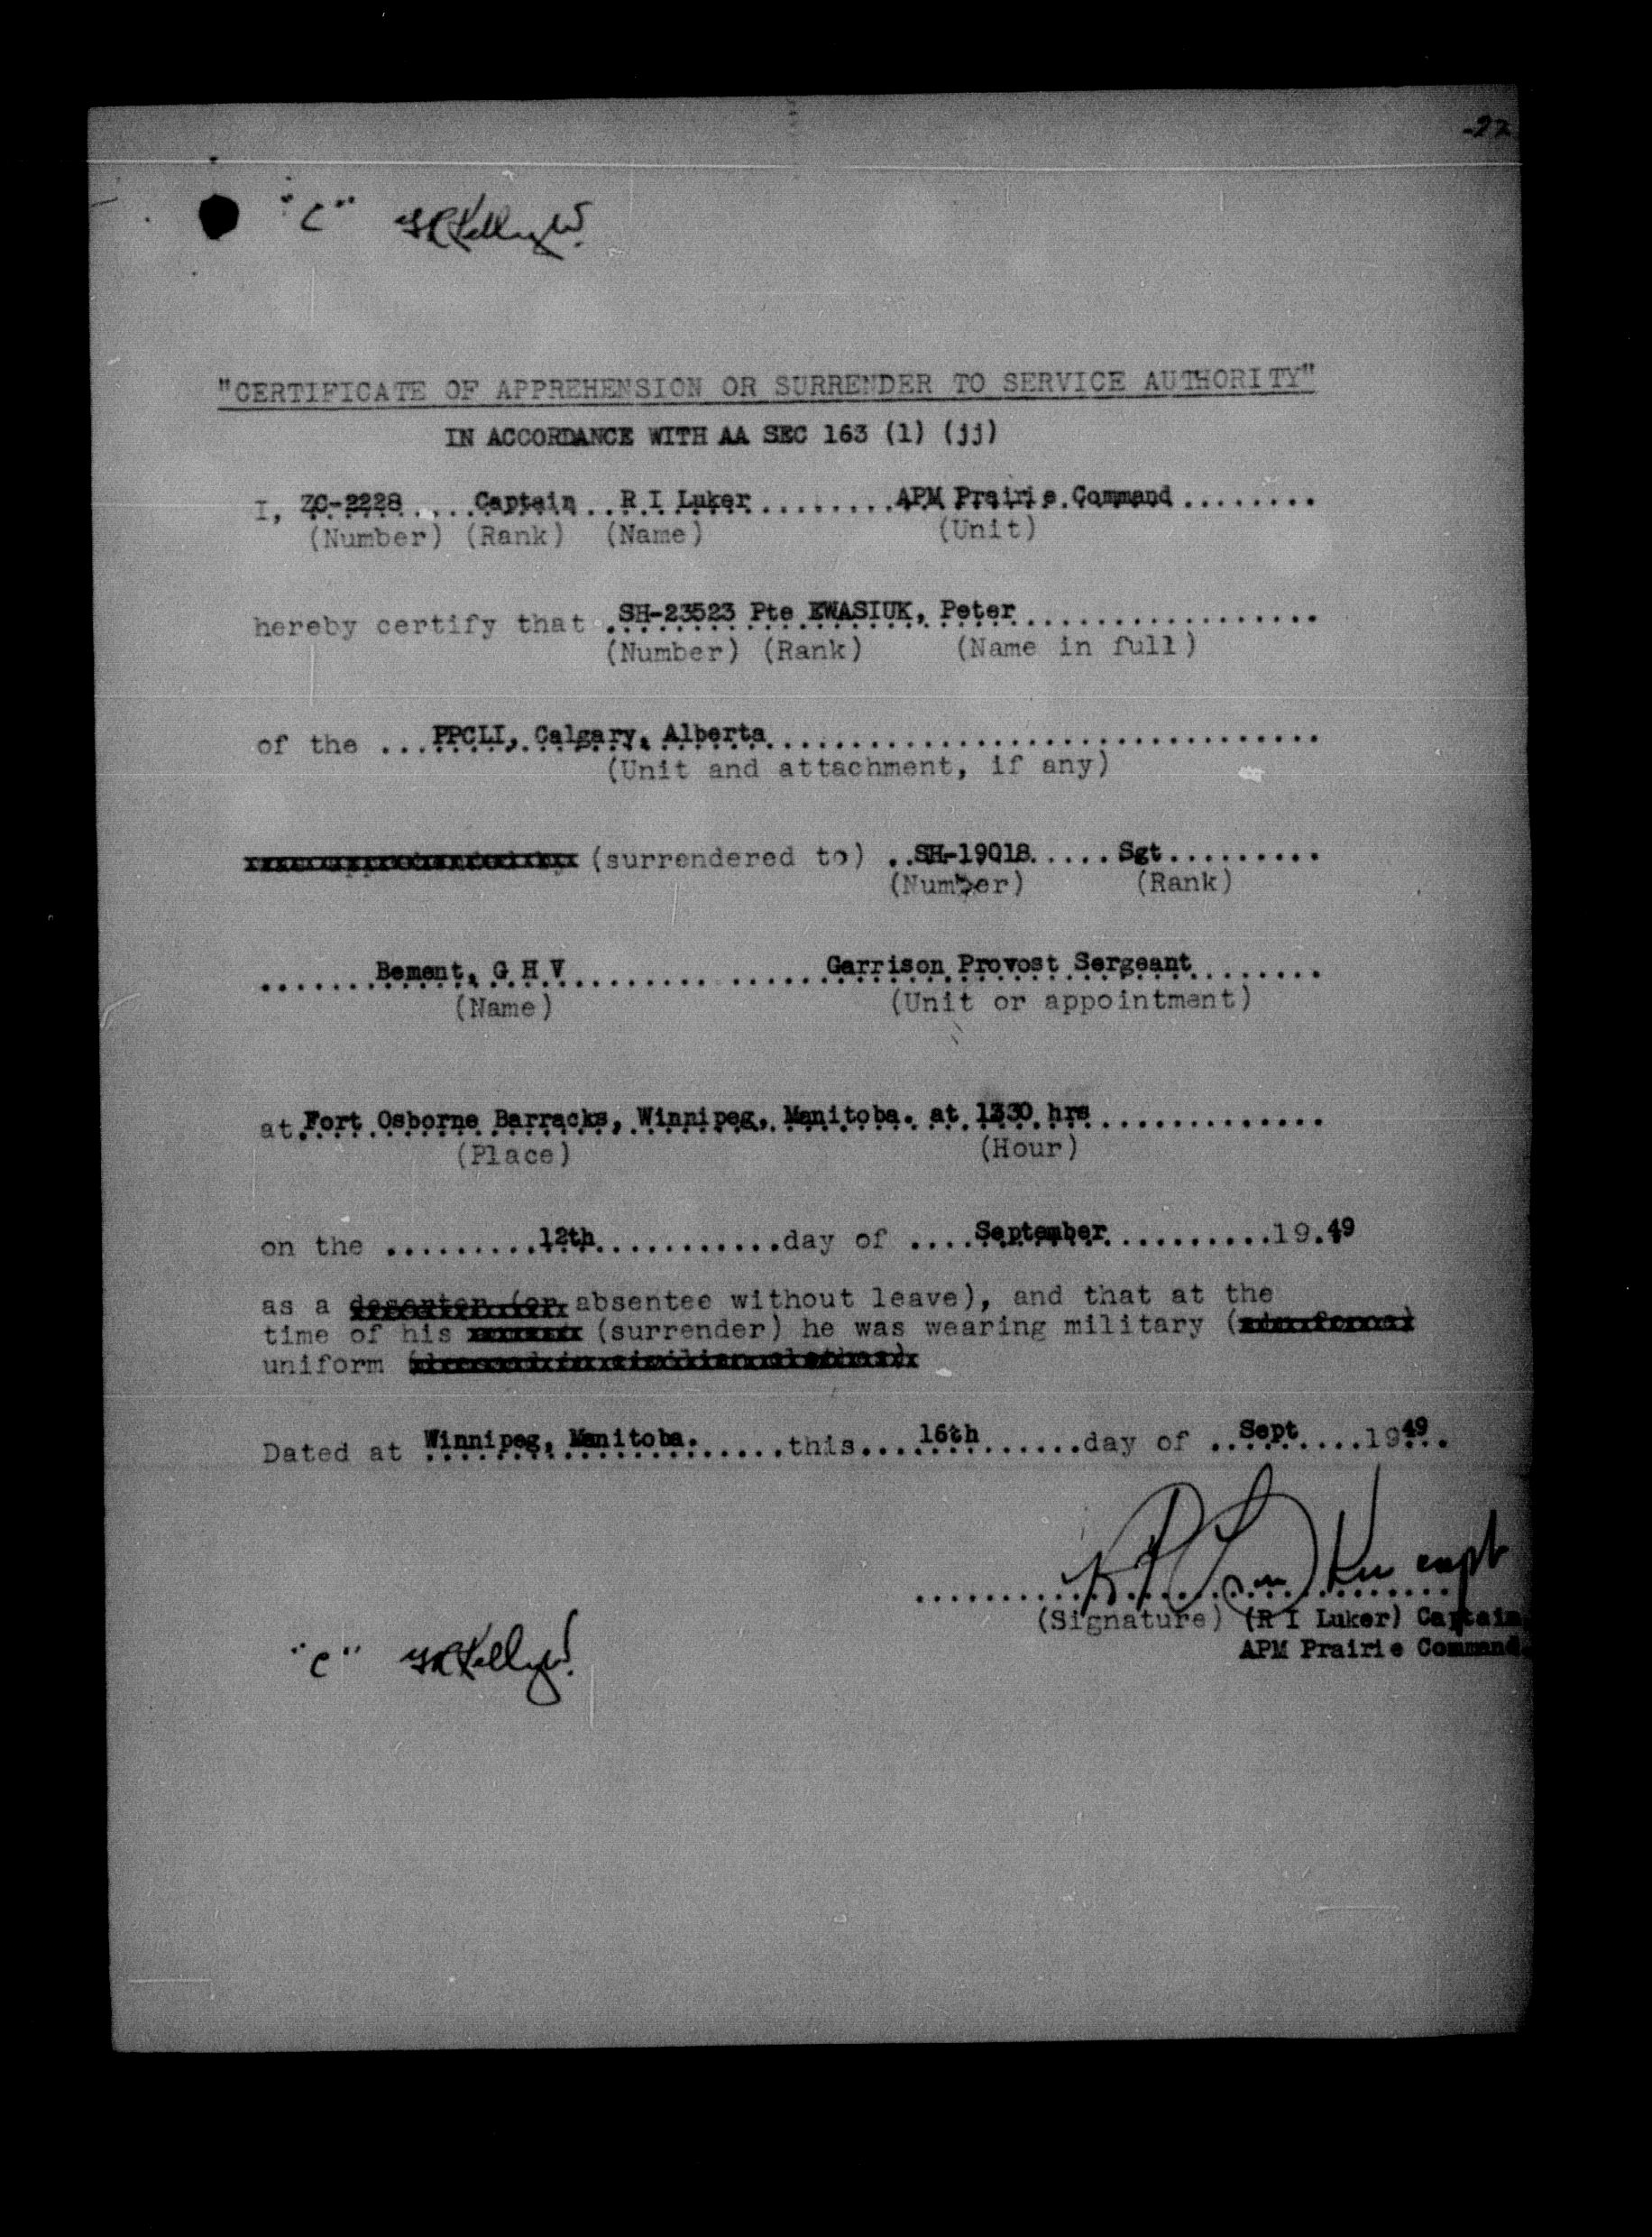 -22
"C"
"CERTIFICATE OF APPREHENSION OR SURRENDER TO SERVICE AUTHORITY"
IN ACCORDANCE WITH AA SEC 163 (1) (jj)
I, ZC-2228 .... Captain .. R I Luker ......... APM Prairie Command ........
(Number) (Rank) (Name) (Unit)
hereby certify that SH-23523 Pte EWASIUK, Peter ..................
(Number) (Rank) (Name in full)
of the ... PPCLI, Calgary, Alberta ................................
(Unit and attachment, if any)
(surrendered to) .. SH-19018 ..... Sgt .........
(Number) (Rank)
........ Bement, G H V ............ Garrison Provost Sergeant ........
(Name) (Unit or appointment)
at Fort Osborne Barracks, Winnipeg, Manitoba. at 1330 hrs ..............
(Place) (Hour)
on the ......... 12th ............. day of .... September ........... 19.49
as a deserter (or absentee without leave), and that at the
time of his (surrender) he was wearing military (
uniform
Dated at Winnipeg, Manitoba. ..... this .... 16th ...... day of .. Sept .... 1949..
capt
(Signature) (R I Luker) Captain
APM Prairie Command
"C"